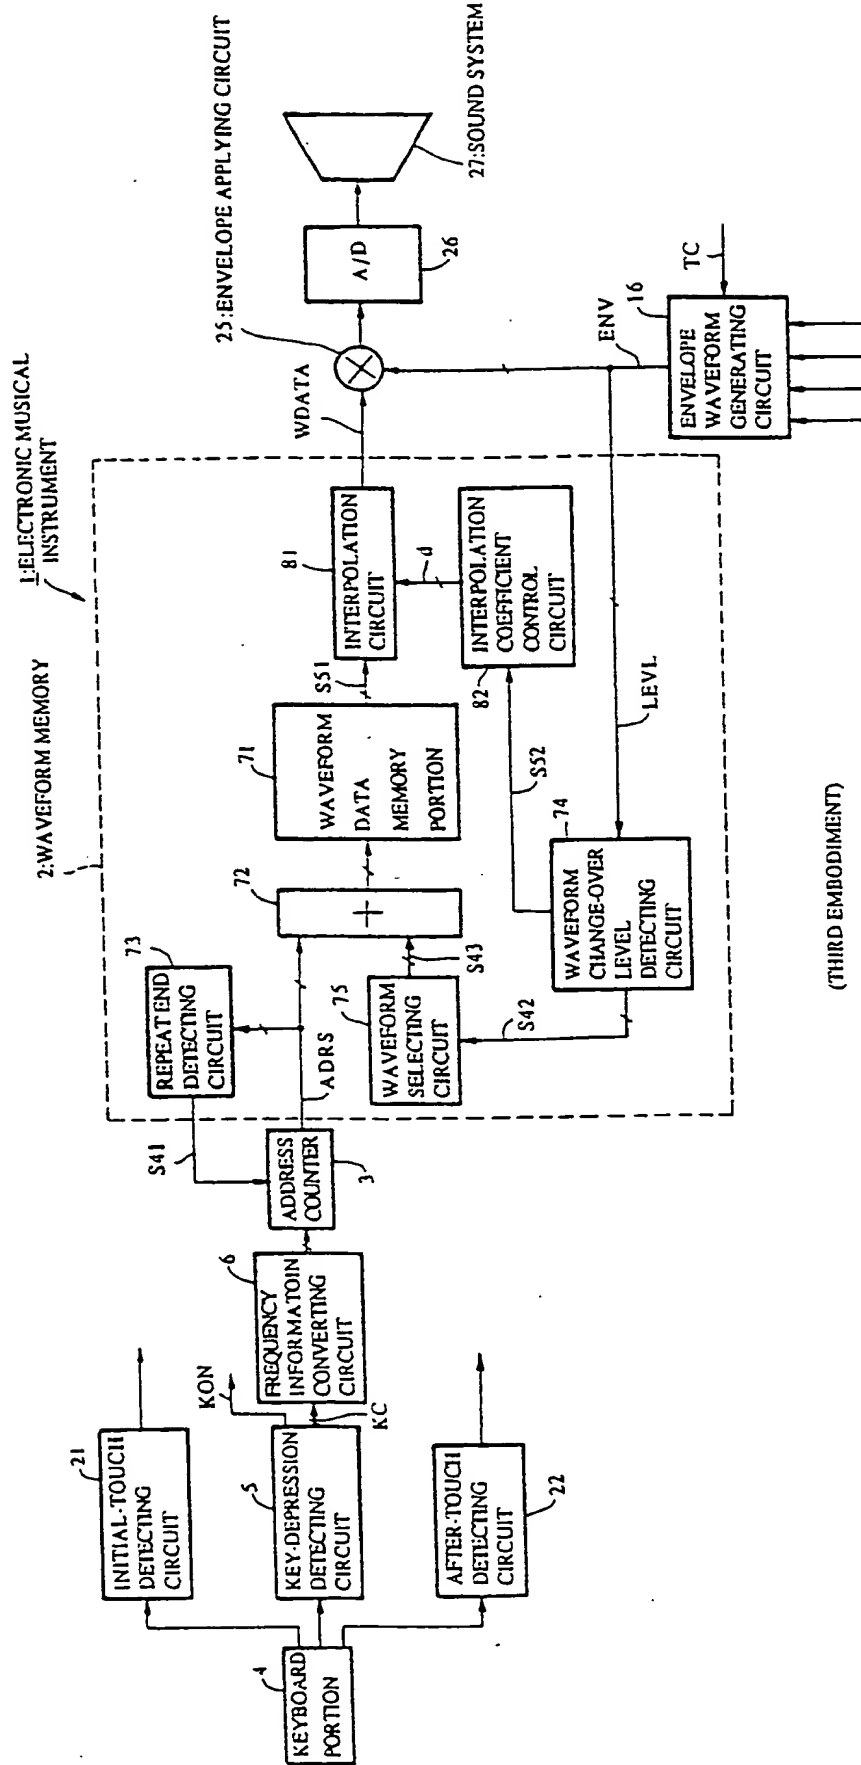 1:ELECTRONIC MUSICAL
INSTRUMENT
2:WAVEFORM MEMORY
4
KEYBOARD
PORTION
21
INITIAL-TOUCH
DETECTING
CIRCUIT
5
KEY-DEPRESSION
DETECTING
CIRCUIT
AFTER-TOUCH
DETECTING
CIRCUIT
22
KON
KC
6
FREQUENCY
INFORMATOIN
CONVERTING
CIRCUIT
S41
ADDRESS
COUNTER
3
ADRS
73
REPEAT END
DETECTING
CIRCUIT
72
+
75
WAVEFORM
SELECTING
CIRCUIT
S43
S42
71
WAVEFORM
DATA
MEMORY
PORTION
S51
81
INTERPOLATION
CIRCUIT
d
INTERPOLATION
COEFFICIENT
CONTROL
CIRCUIT
82
S52
74
WAVEFORM
CHANGE-OVER
LEVEL
DETECTING
CIRCUIT
LEVL
WDATA
25:ENVELOPE APPLYING CIRCUIT
A/D
26
27:SOUND SYSTEM
ENV
16
TC
ENVELOPE
WAVEFORM
GENERATING
CIRCUIT
(THIRD EMBODIMENT)